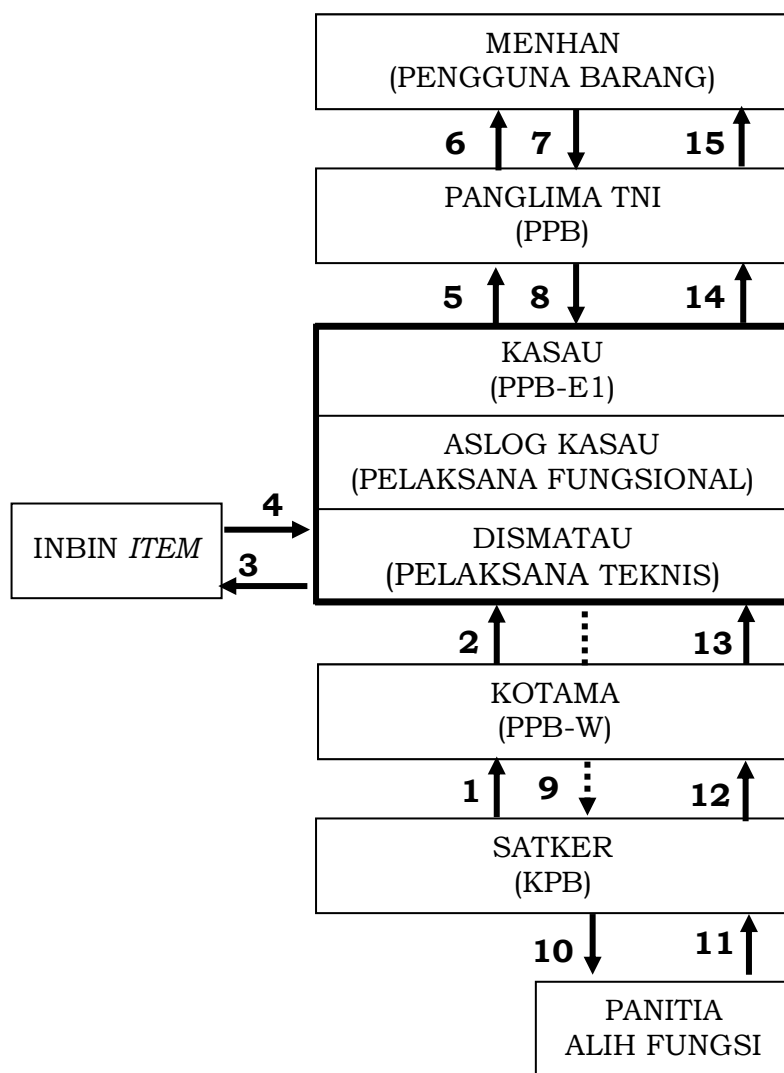 MENHAN
(PENGGUNA BARANG)
6
7
15
PANGLIMA TNI
(PPB)
5
8
14
KASAU
(PPB-E1)
ASLOG KASAU
(PELAKSANA FUNGSIONAL)
4
INBIN ITEM
3
DISMATAU
(PELAKSANA TEKNIS)
2
13
KOTAMA
(PPB-W)
1
9
12
SATKER
(KPB)
10
11
PANITIA
ALIH FUNGSI